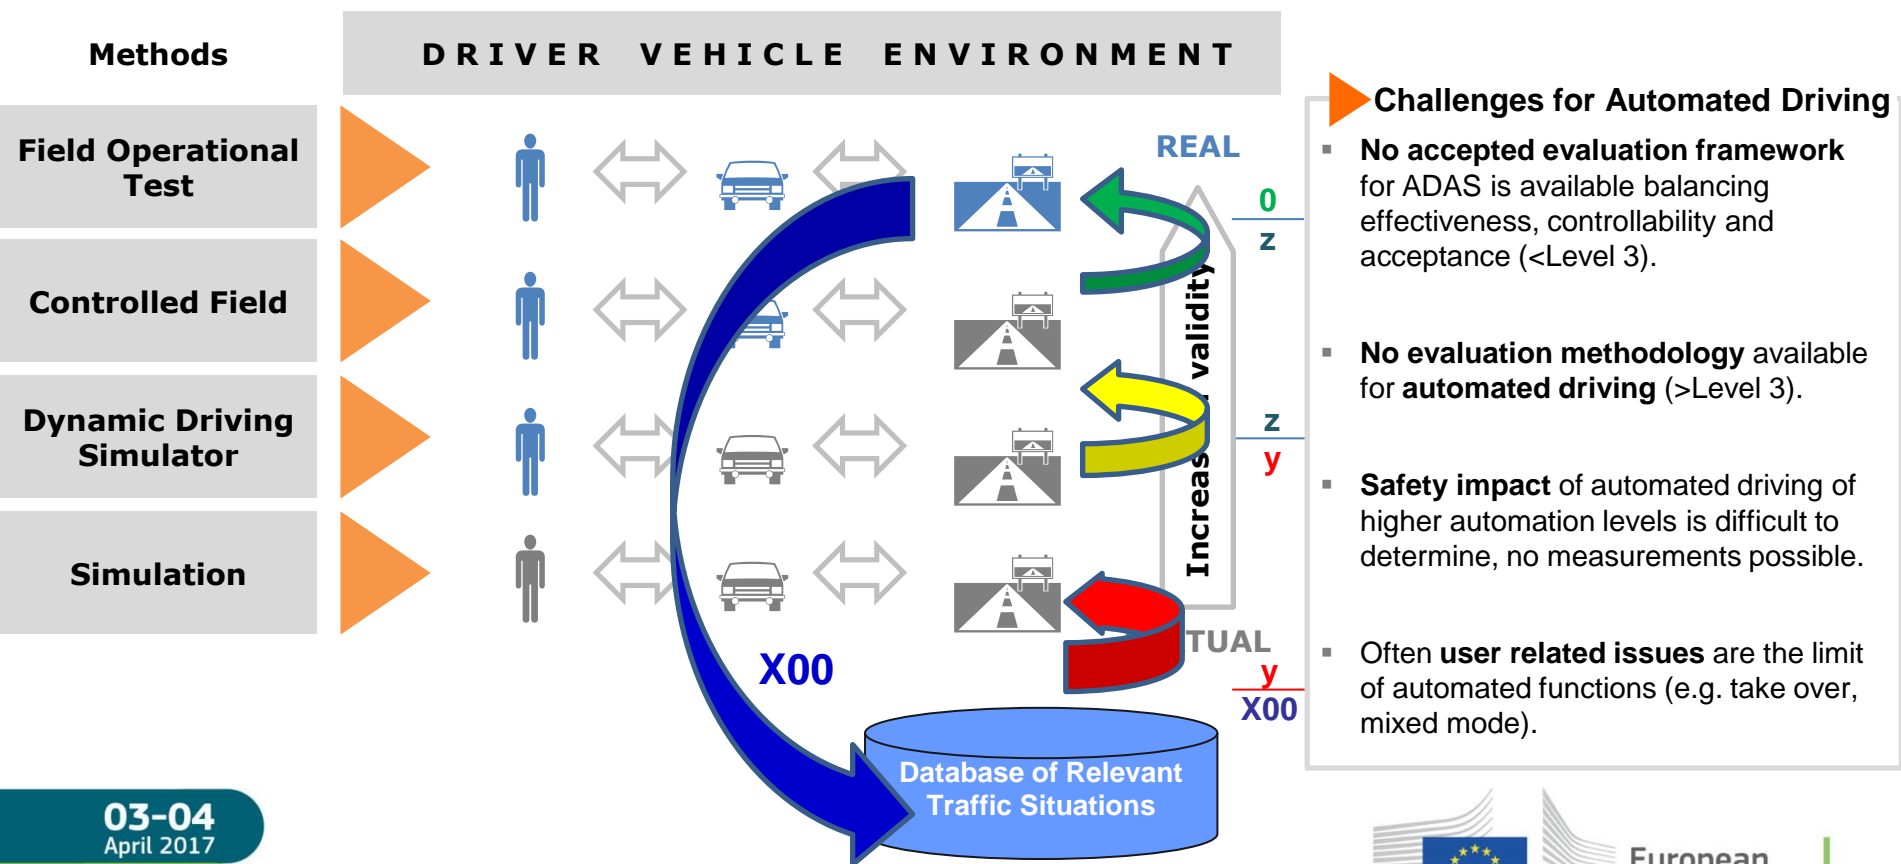 Methods
DRIVER VEHICLE ENVIRONMENT
Field Operational
Test
Controlled Field
Dynamic Driving
Simulator
Simulation
REAL
validity
TUAL
0
z
z
y
y
X00
X00
Database of Relevant
Traffic Situations
Challenges for Automated Driving
▪ No accepted evaluation framework
for ADAS is available balancing
effectiveness, controllability and
acceptance (<Level 3).
▪ No evaluation methodology available
for automated driving (>Level 3).
▪ Safety impact of automated driving of
higher automation levels is difficult to
determine, no measurements possible.
▪ Often user related issues are the limit
of automated functions (e.g. take over,
mixed mode).
03-04
April 2017
European